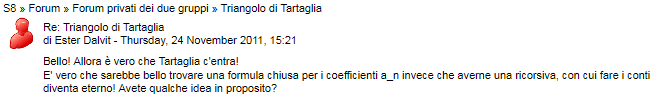 S8 » Forum » Forum privati dei due gruppi » Triangolo di Tartaglia
Re: Triangolo di Tartaglia
di Ester Dalvit - Thursday, 24 November 2011, 15:21
Bello! Allora è vero che Tartaglia c'entra!
E' vero che sarebbe bello trovare una formula chiusa per i coefficienti a_n invece che averne una ricorsiva, con cui fare i conti
diventa eterno! Avete qualche idea in proposito?